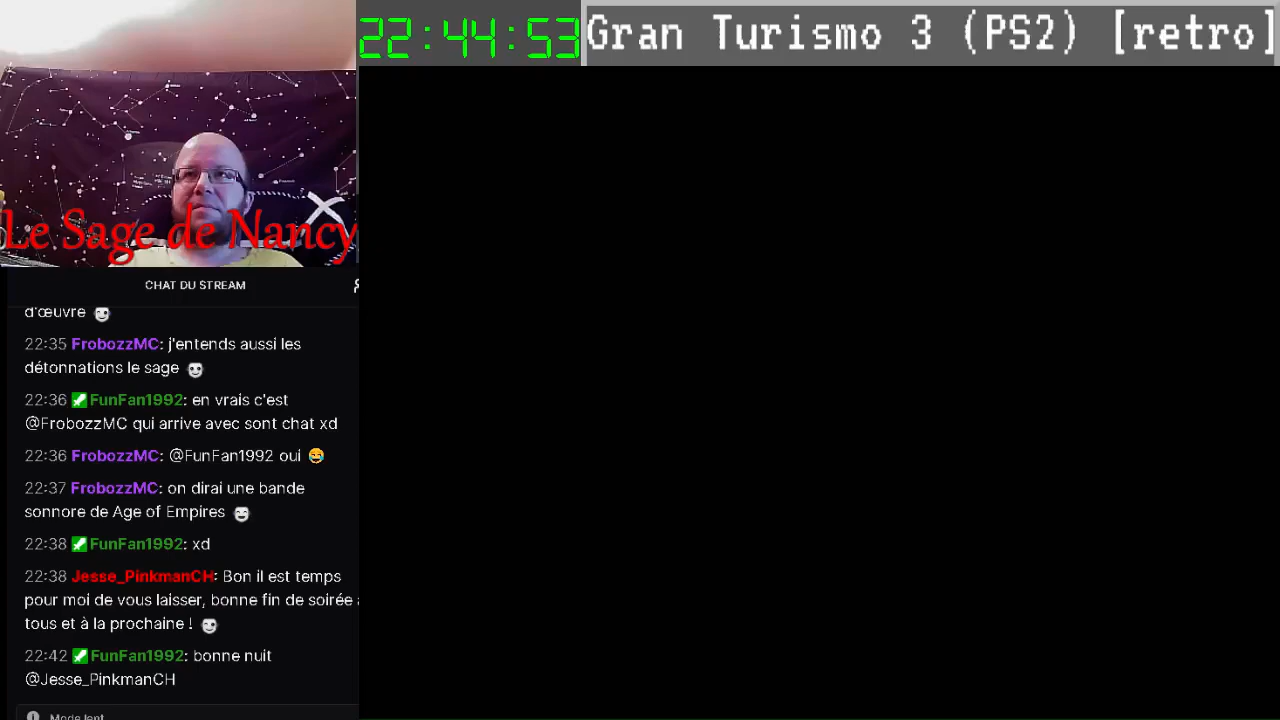 22:44:53
Gran Turismo 3 (PS2) [retro]
Le Sage de Nancy
CHAT DU STREAM
d'œuvre
22:35 FrobozzMC: j'entends aussi les
détonnations le sage
22:36 FunFan1992: en vrais c'est
@FrobozzMC qui arrive avec sont chat xd
22:36 FrobozzMC: @FunFan1992 oui 😂
22:37 FrobozzMC: on dirai une bande
sonnore de Age of Empires
22:38 FunFan1992: xd
22:38 Jesse_PinkmanCH: Bon il est temps
pour moi de vous laisser, bonne fin de soirée
tous et à la prochaine !
22:42 FunFan1992: bonne nuit
@Jesse_PinkmanCH
Mode lent